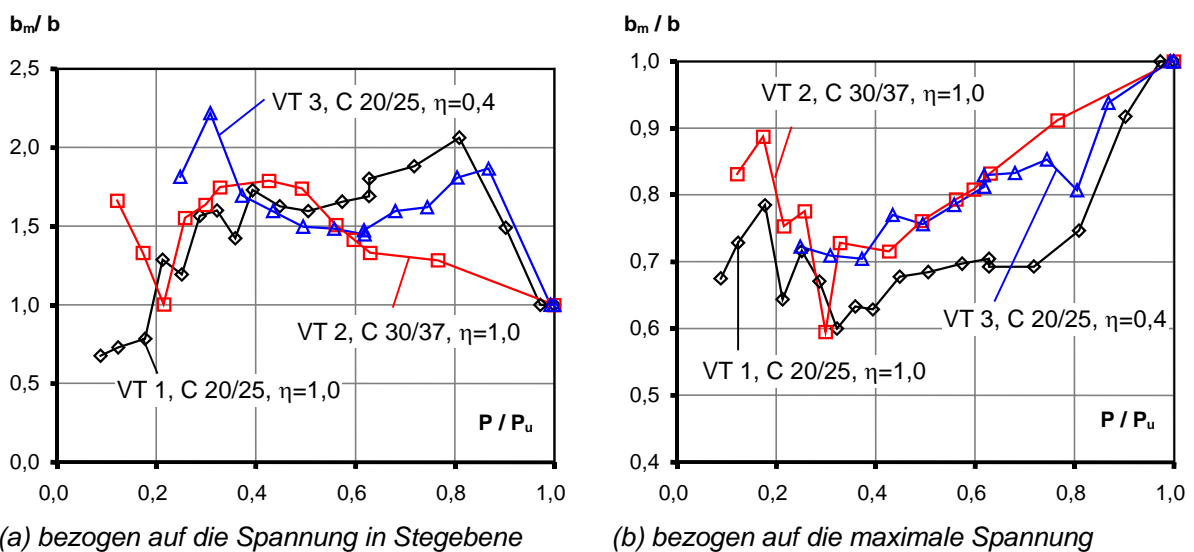 bₘ/ b
2,5
2,0
1,5
1,0
0,5
0,0
0,0 0,2 0,4 0,6 0,8 1,0
VT 3, C 20/25, η=0,4
VT 2, C 30/37, η=1,0
VT 1, C 20/25, η=1,0
P / Pᵤ
(a) bezogen auf die Spannung in Stegebene
bₘ / b
1,0
0,9
0,8
0,7
0,6
0,5
0,4
0,0 0,2 0,4 0,6 0,8 1,0
VT 2, C 30/37, η=1,0
VT 3, C 20/25, η=0,4
VT 1, C 20/25, η=1,0
P / Pᵤ
(b) bezogen auf die maximale Spannung